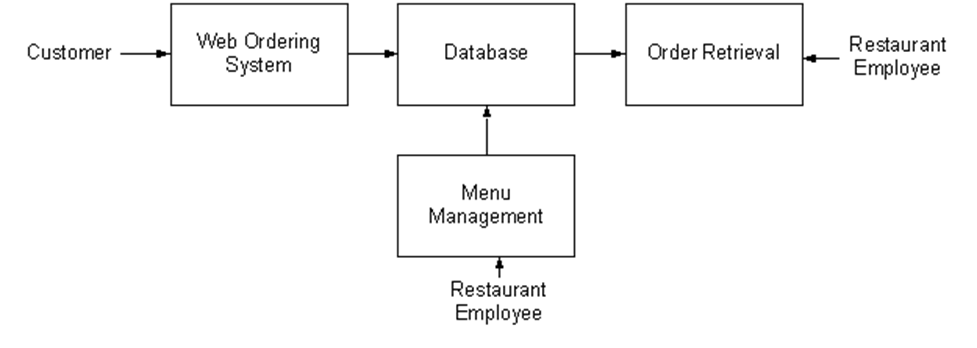 Customer
Web Ordering
System
Database
Order Retrieval
Restaurant
Employee
Menu
Management
Restaurant
Employee